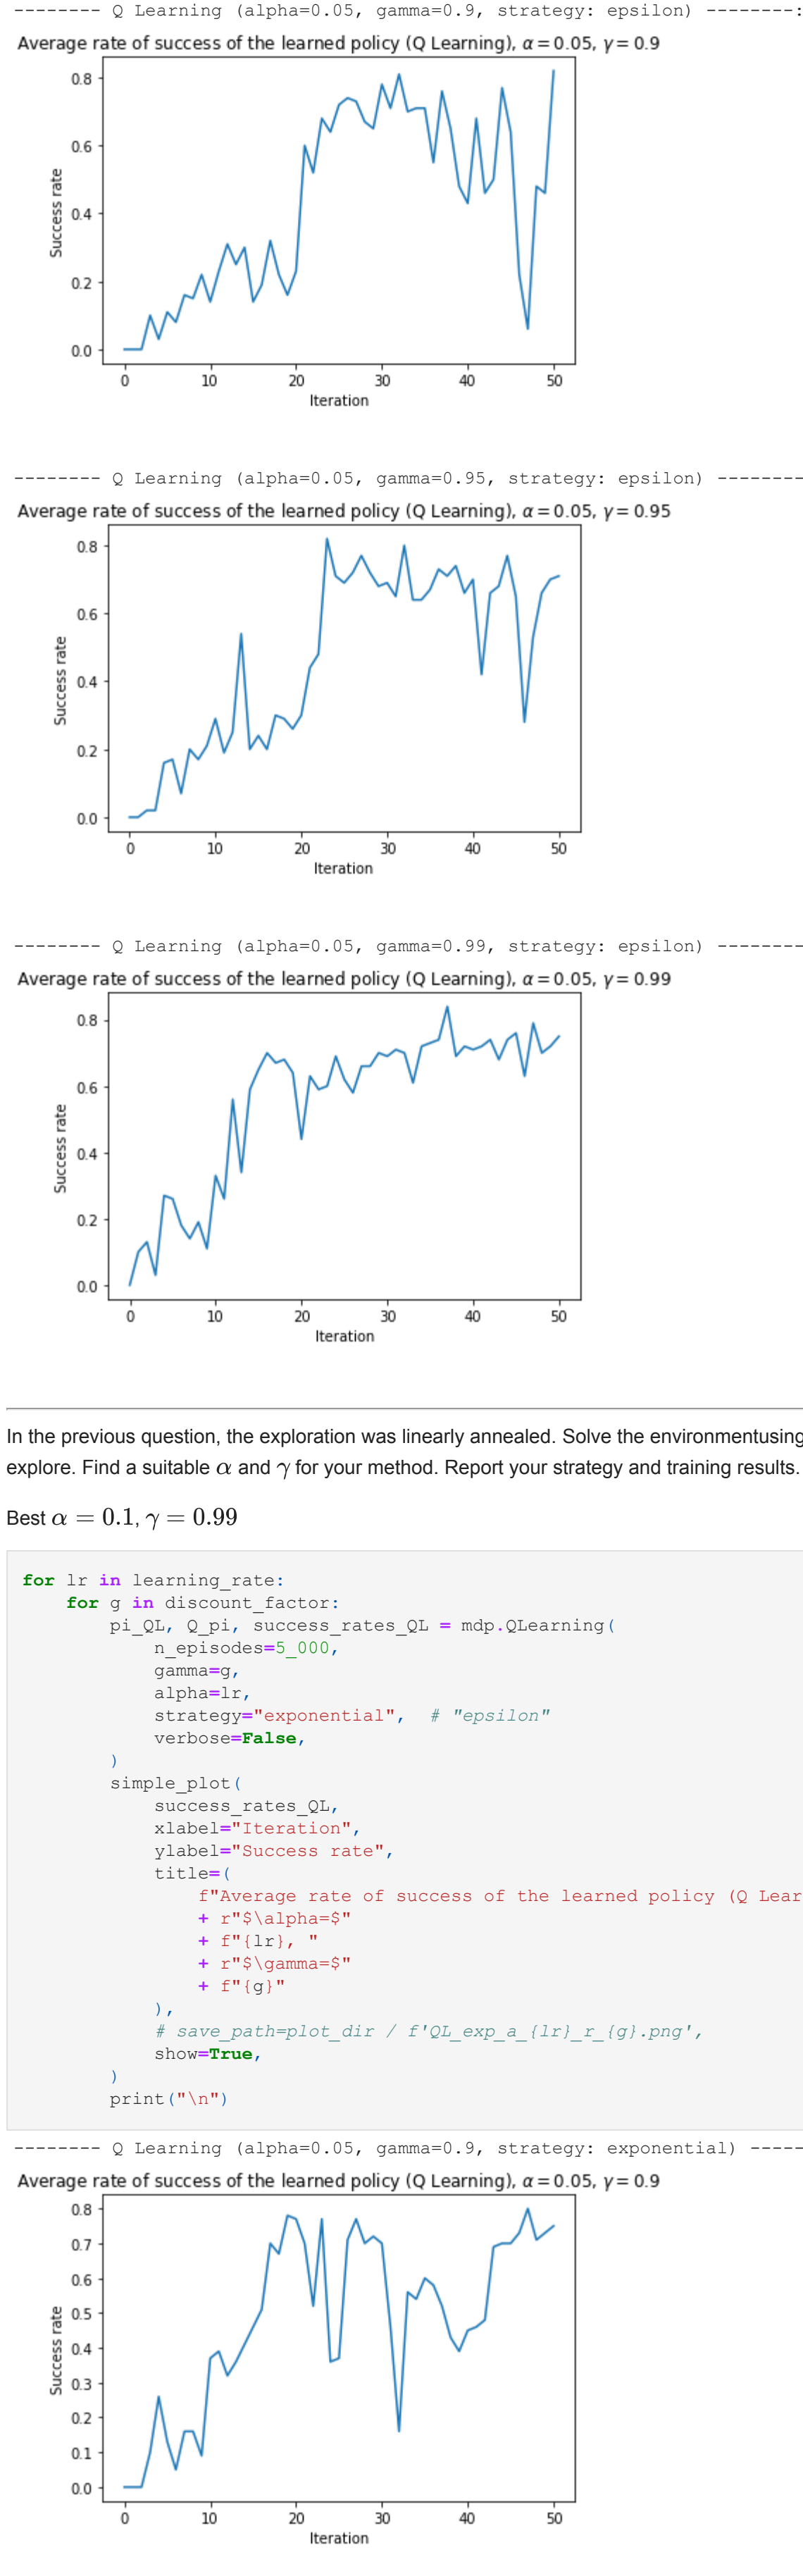 -------- Q Learning (alpha=0.05, gamma=0.9, strategy: epsilon) --------:
Average rate of success of the learned policy (Q Learning), α = 0.05, γ = 0.9
0.8
0.6
0.4
0.2
0.0
Success rate
0 10 20 30 40 50
Iteration
-------- Q Learning (alpha=0.05, gamma=0.95, strategy: epsilon) --------
Average rate of success of the learned policy (Q Learning), α = 0.05, γ = 0.95
0.8
0.6
0.4
0.2
0.0
Success rate
0 10 20 30 40 50
Iteration
-------- Q Learning (alpha=0.05, gamma=0.99, strategy: epsilon) --------
Average rate of success of the learned policy (Q Learning), α = 0.05, γ = 0.99
0.8
0.6
0.4
0.2
0.0
Success rate
0 10 20 30 40 50
Iteration
In the previous question, the exploration was linearly annealed. Solve the environmentusing
explore. Find a suitable α and γ for your method. Report your strategy and training results.
Best α = 0.1, γ = 0.99
for lr in learning_rate:
    for g in discount_factor:
        pi_QL, Q_pi, success_rates_QL = mdp.QLearning(
            n_episodes=5_000,
            gamma=g,
            alpha=lr,
            strategy="exponential",  # "epsilon"
            verbose=False,
        )
        simple_plot(
            success_rates_QL,
            xlabel="Iteration",
            ylabel="Success rate",
            title=(
                f"Average rate of success of the learned policy (Q Lear
                + r"$\alpha=$"
                + f"{lr}, "
                + r"$\gamma=$"
                + f"{g}"
            ),
            # save_path=plot_dir / f'QL_exp_a_{lr}_r_{g}.png',
            show=True,
        )
        print("\n")
-------- Q Learning (alpha=0.05, gamma=0.9, strategy: exponential) -----
Average rate of success of the learned policy (Q Learning), α = 0.05, γ = 0.9
0.8
0.7
0.6
0.5
0.4
0.3
0.2
0.1
0.0
Success rate
0 10 20 30 40 50
Iteration